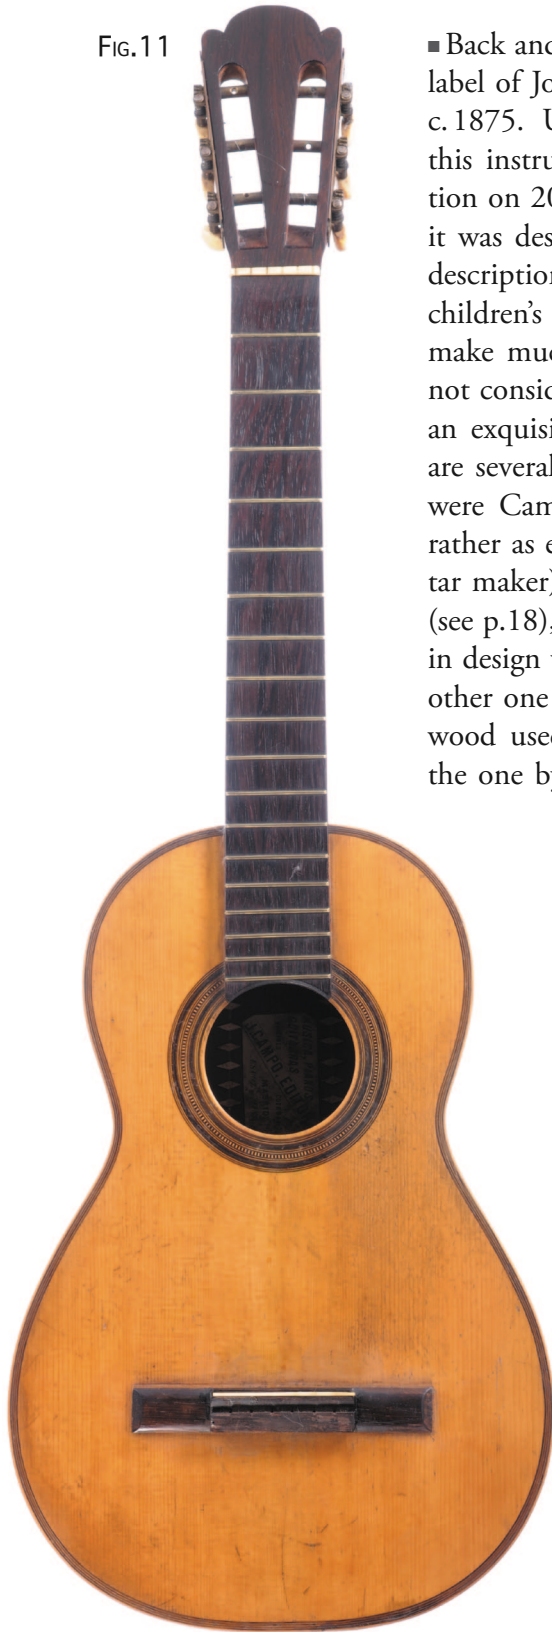 FIG.11
■ Back and
label of Jo
c. 1875. U
this instru
tion on 20
it was des
description
children's
make muc
not consid
an exquisi
are several
were Cam
rather as e
tar maker)
(see p.18),
in design
other one
wood used
the one by
J.CAMPO